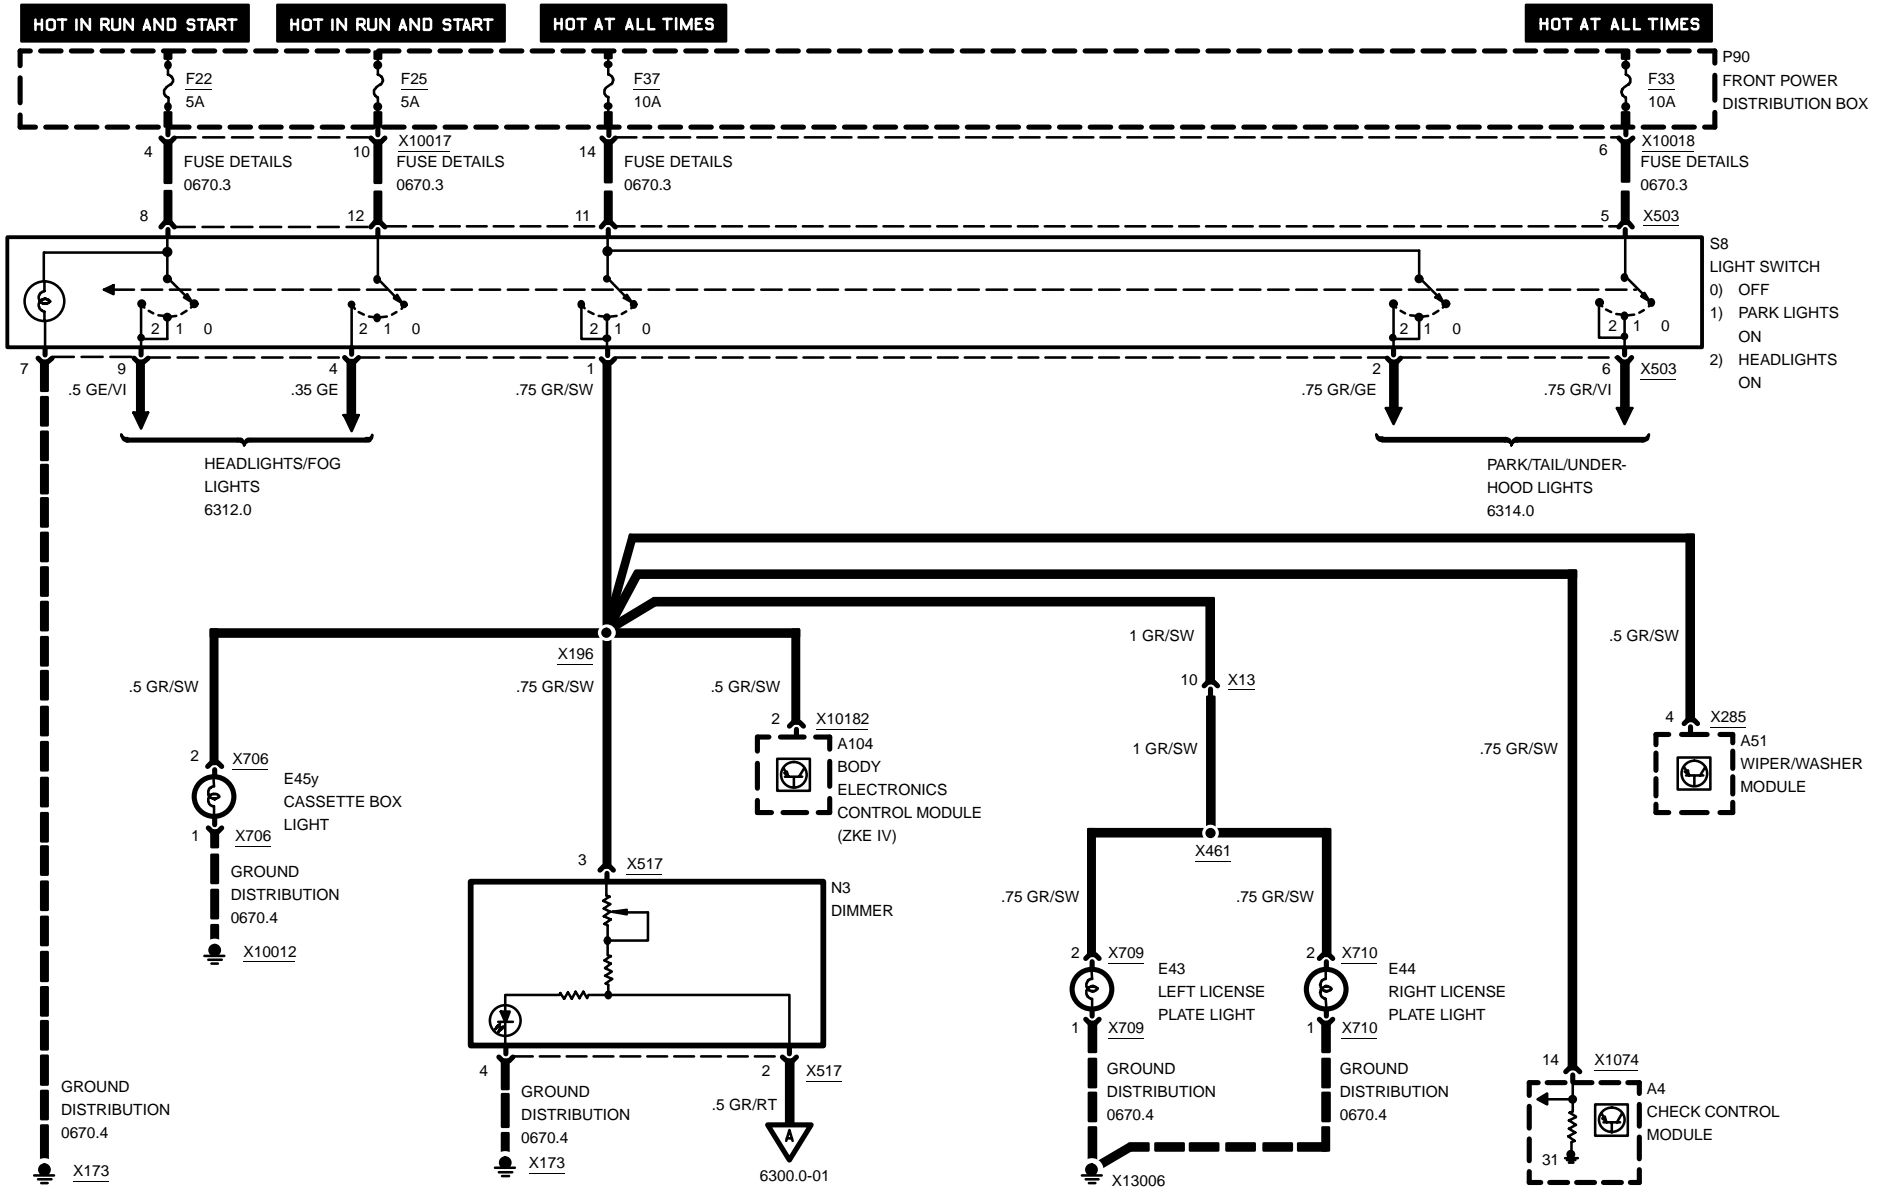 HOT IN RUN AND START
HOT IN RUN AND START
HOT AT ALL TIMES
HOT AT ALL TIMES
F22
5A
F25
5A
F37
10A
F33
10A
P90
FRONT POWER
DISTRIBUTION BOX
4
10
X10017
14
6
X10018
FUSE DETAILS
0670.3
FUSE DETAILS
0670.3
FUSE DETAILS
0670.3
FUSE DETAILS
0670.3
8
12
11
5
X503
S8
LIGHT SWITCH
0) OFF
1) PARK LIGHTS
ON
2) HEADLIGHTS
ON
2 1 0
2 1 0
2 1 0
2 1 0
2 1 0
7
9
4
1
2
6
X503
.5 GE/VI
.35 GE
.75 GR/SW
.75 GR/GE
.75 GR/VI
HEADLIGHTS/FOG
LIGHTS
6312.0
PARK/TAIL/UNDER-
HOOD LIGHTS
6314.0
X196
.5 GR/SW
.75 GR/SW
.5 GR/SW
1 GR/SW
.5 GR/SW
10
X13
1 GR/SW
.75 GR/SW
2
X10182
A104
BODY
ELECTRONICS
CONTROL MODULE
(ZKE IV)
4
X285
A51
WIPER/WASHER
MODULE
2
X706
E45y
CASSETTE BOX
LIGHT
1
X706
GROUND
DISTRIBUTION
0670.4
X10012
3
X517
N3
DIMMER
4
2
X517
GROUND
DISTRIBUTION
0670.4
X173
.5 GR/RT
A
6300.0-01
GROUND
DISTRIBUTION
0670.4
X173
X461
.75 GR/SW
.75 GR/SW
2
X709
E43
LEFT LICENSE
PLATE LIGHT
1
X709
GROUND
DISTRIBUTION
0670.4
2
X710
E44
RIGHT LICENSE
PLATE LIGHT
1
X710
GROUND
DISTRIBUTION
0670.4
X13006
14
X1074
A4
CHECK CONTROL
MODULE
31